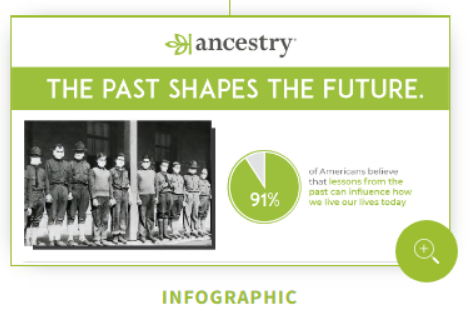 ancestry
THE PAST SHAPES THE FUTURE.
91%
of Americans believe
that lessons from the
past can influence how
we live our lives today
INFOGRAPHIC